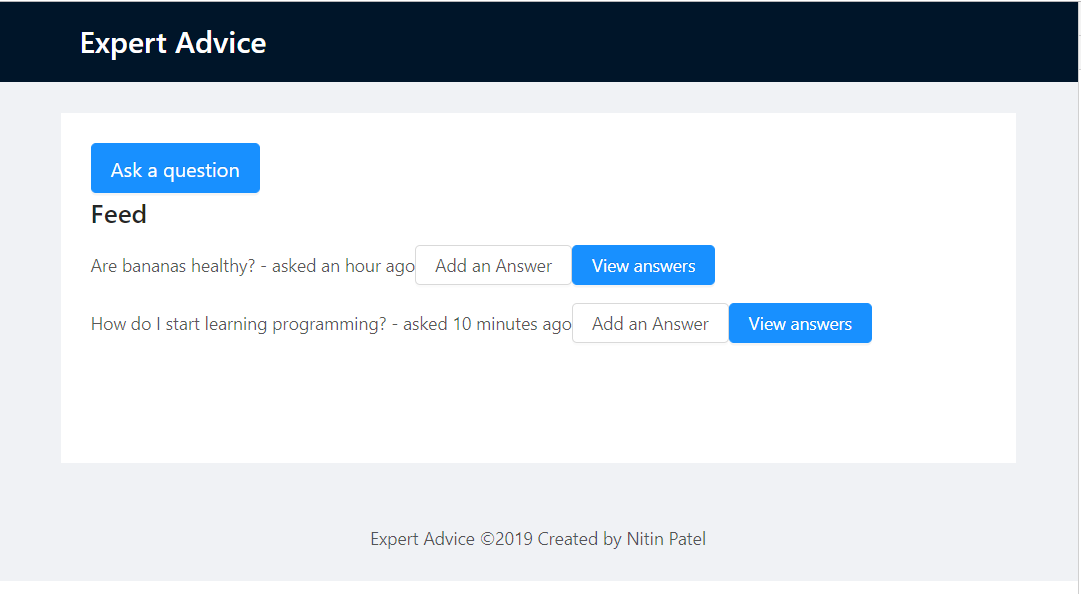 Expert Advice
Ask a question
Feed
Are bananas healthy? - asked an hour ago Add an Answer View answers
How do I start learning programming? - asked 10 minutes ago Add an Answer View answers
Expert Advice ©2019 Created by Nitin Patel